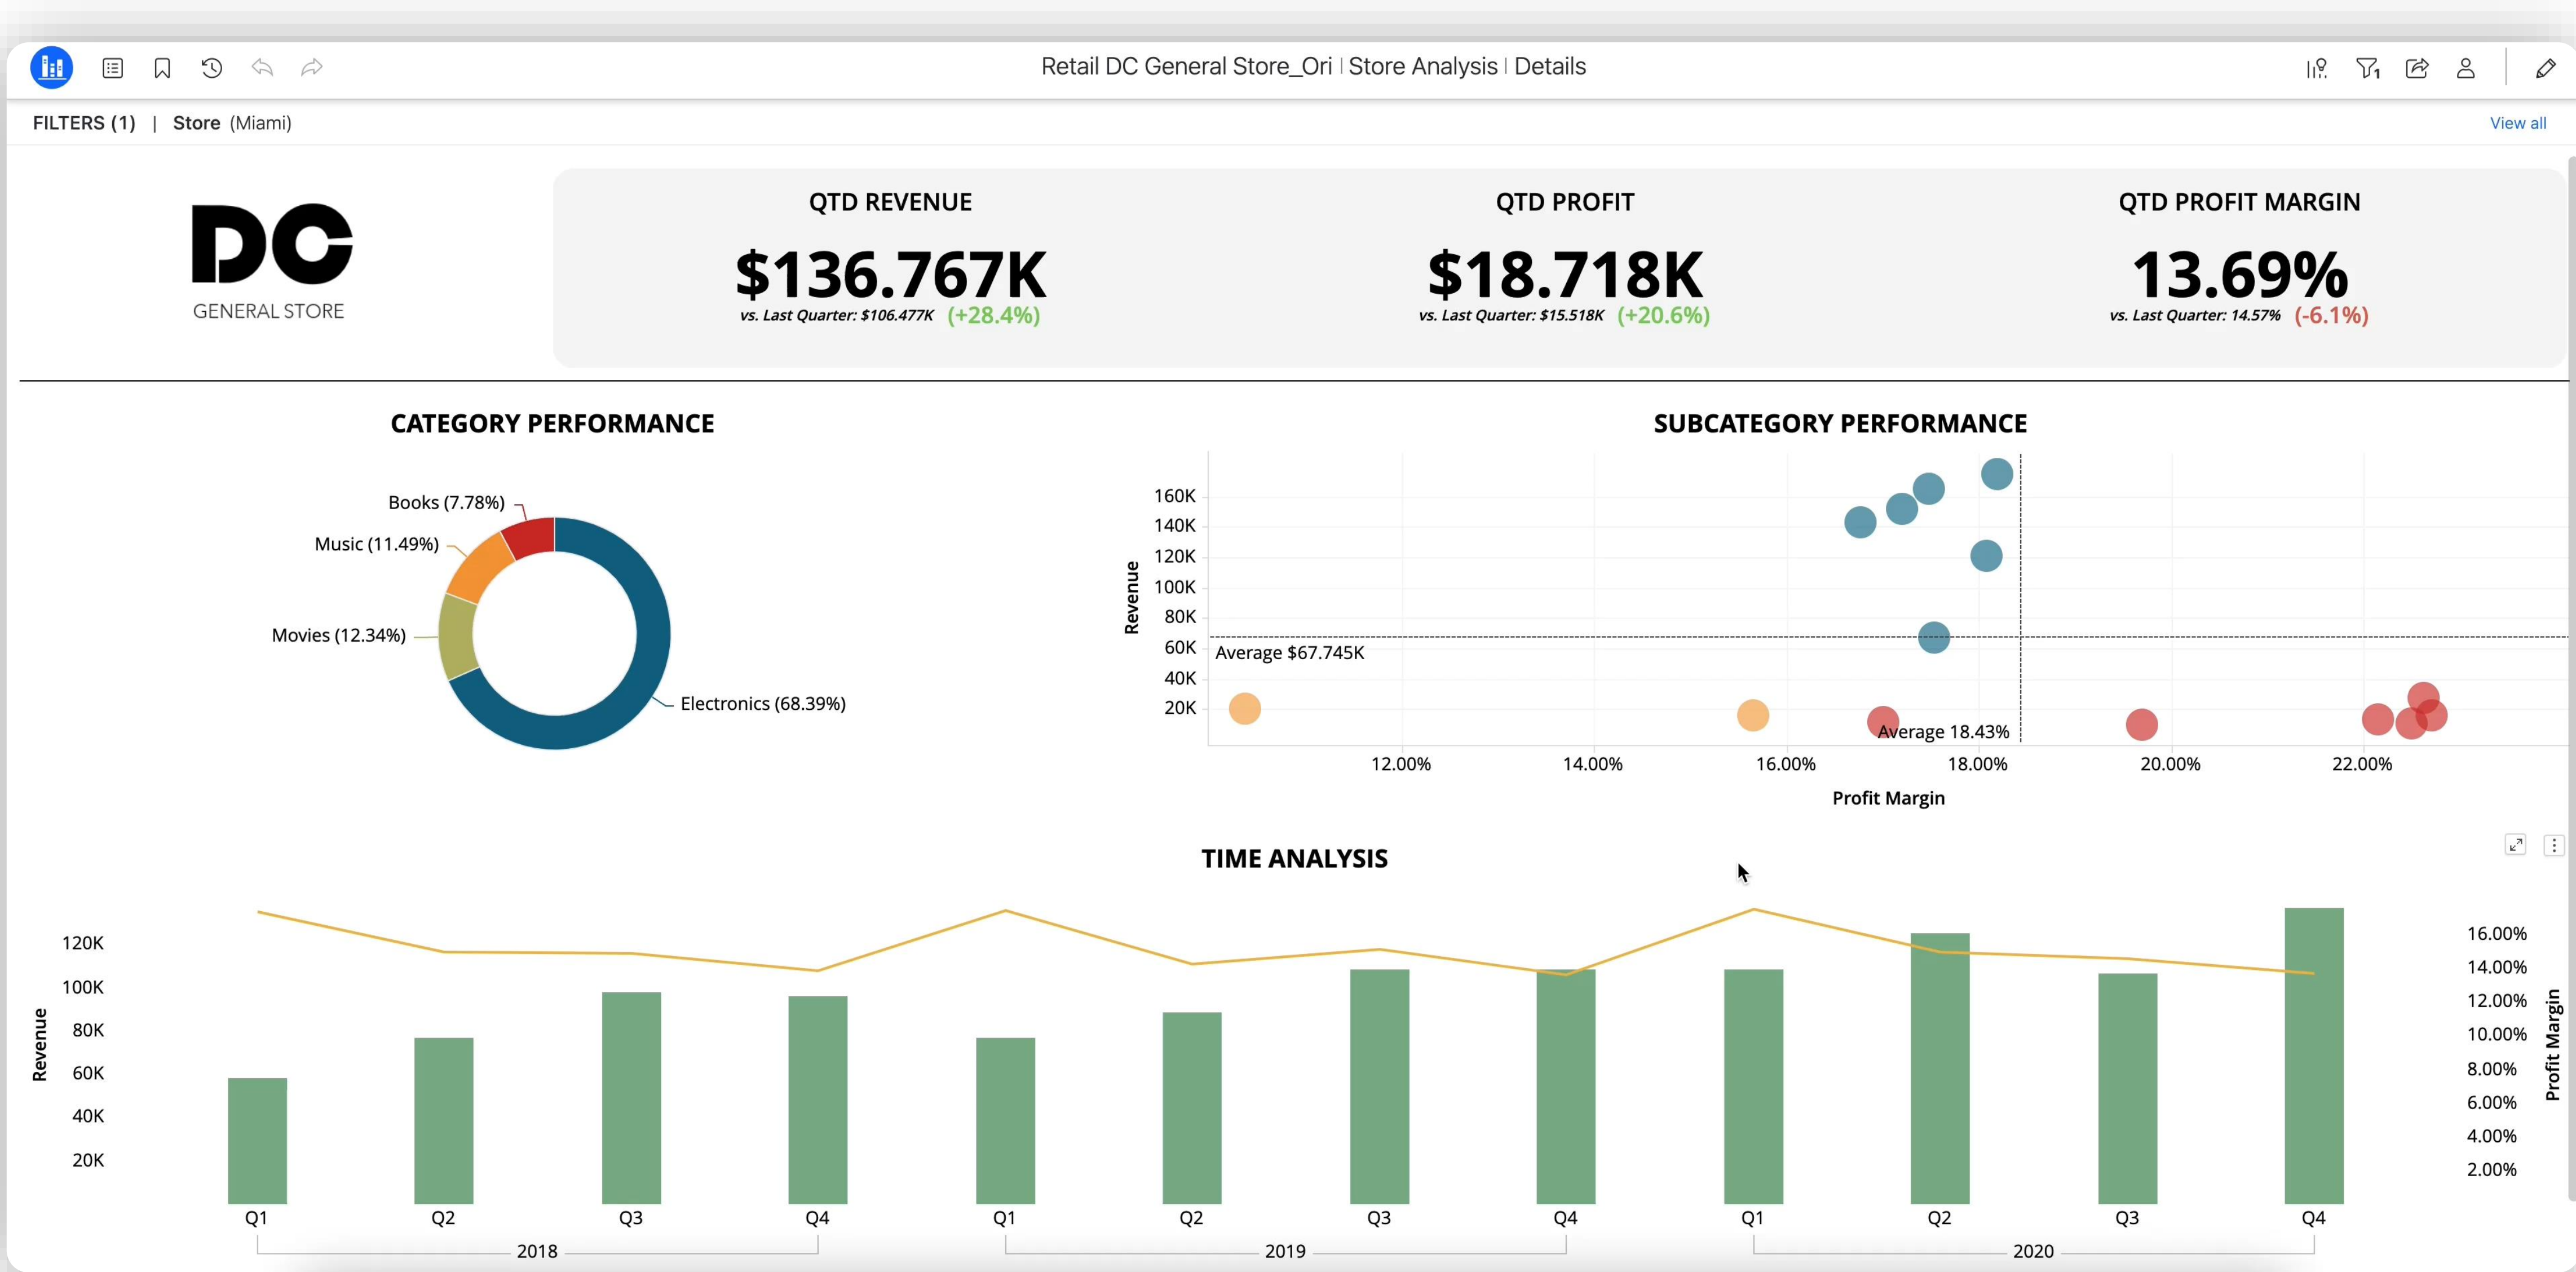 Retail DC General Store_Ori | Store Analysis | Details
1
FILTERS (1) | Store (Miami)
View all
DC
GENERAL STORE
QTD REVENUE
$136.767K
vs. Last Quarter: $106.477K (+28.4%)
QTD PROFIT
$18.718K
vs. Last Quarter: $15.518K (+20.6%)
QTD PROFIT MARGIN
13.69%
vs. Last Quarter: 14.57% (-6.1%)
CATEGORY PERFORMANCE
Books (7.78%)
Music (11.49%)
Movies (12.34%)
Electronics (68.39%)
SUBCATEGORY PERFORMANCE
Revenue
160K
140K
120K
100K
80K
60K
40K
20K
Average $67.745K
Average 18.43%
12.00% 14.00% 16.00% 18.00% 20.00% 22.00%
Profit Margin
TIME ANALYSIS
Revenue
120K
100K
80K
60K
40K
20K
16.00%
14.00%
12.00%
10.00%
8.00%
6.00%
4.00%
2.00%
Profit Margin
Q1 Q2 Q3 Q4 Q1 Q2 Q3 Q4 Q1 Q2 Q3 Q4
2018 2019 2020